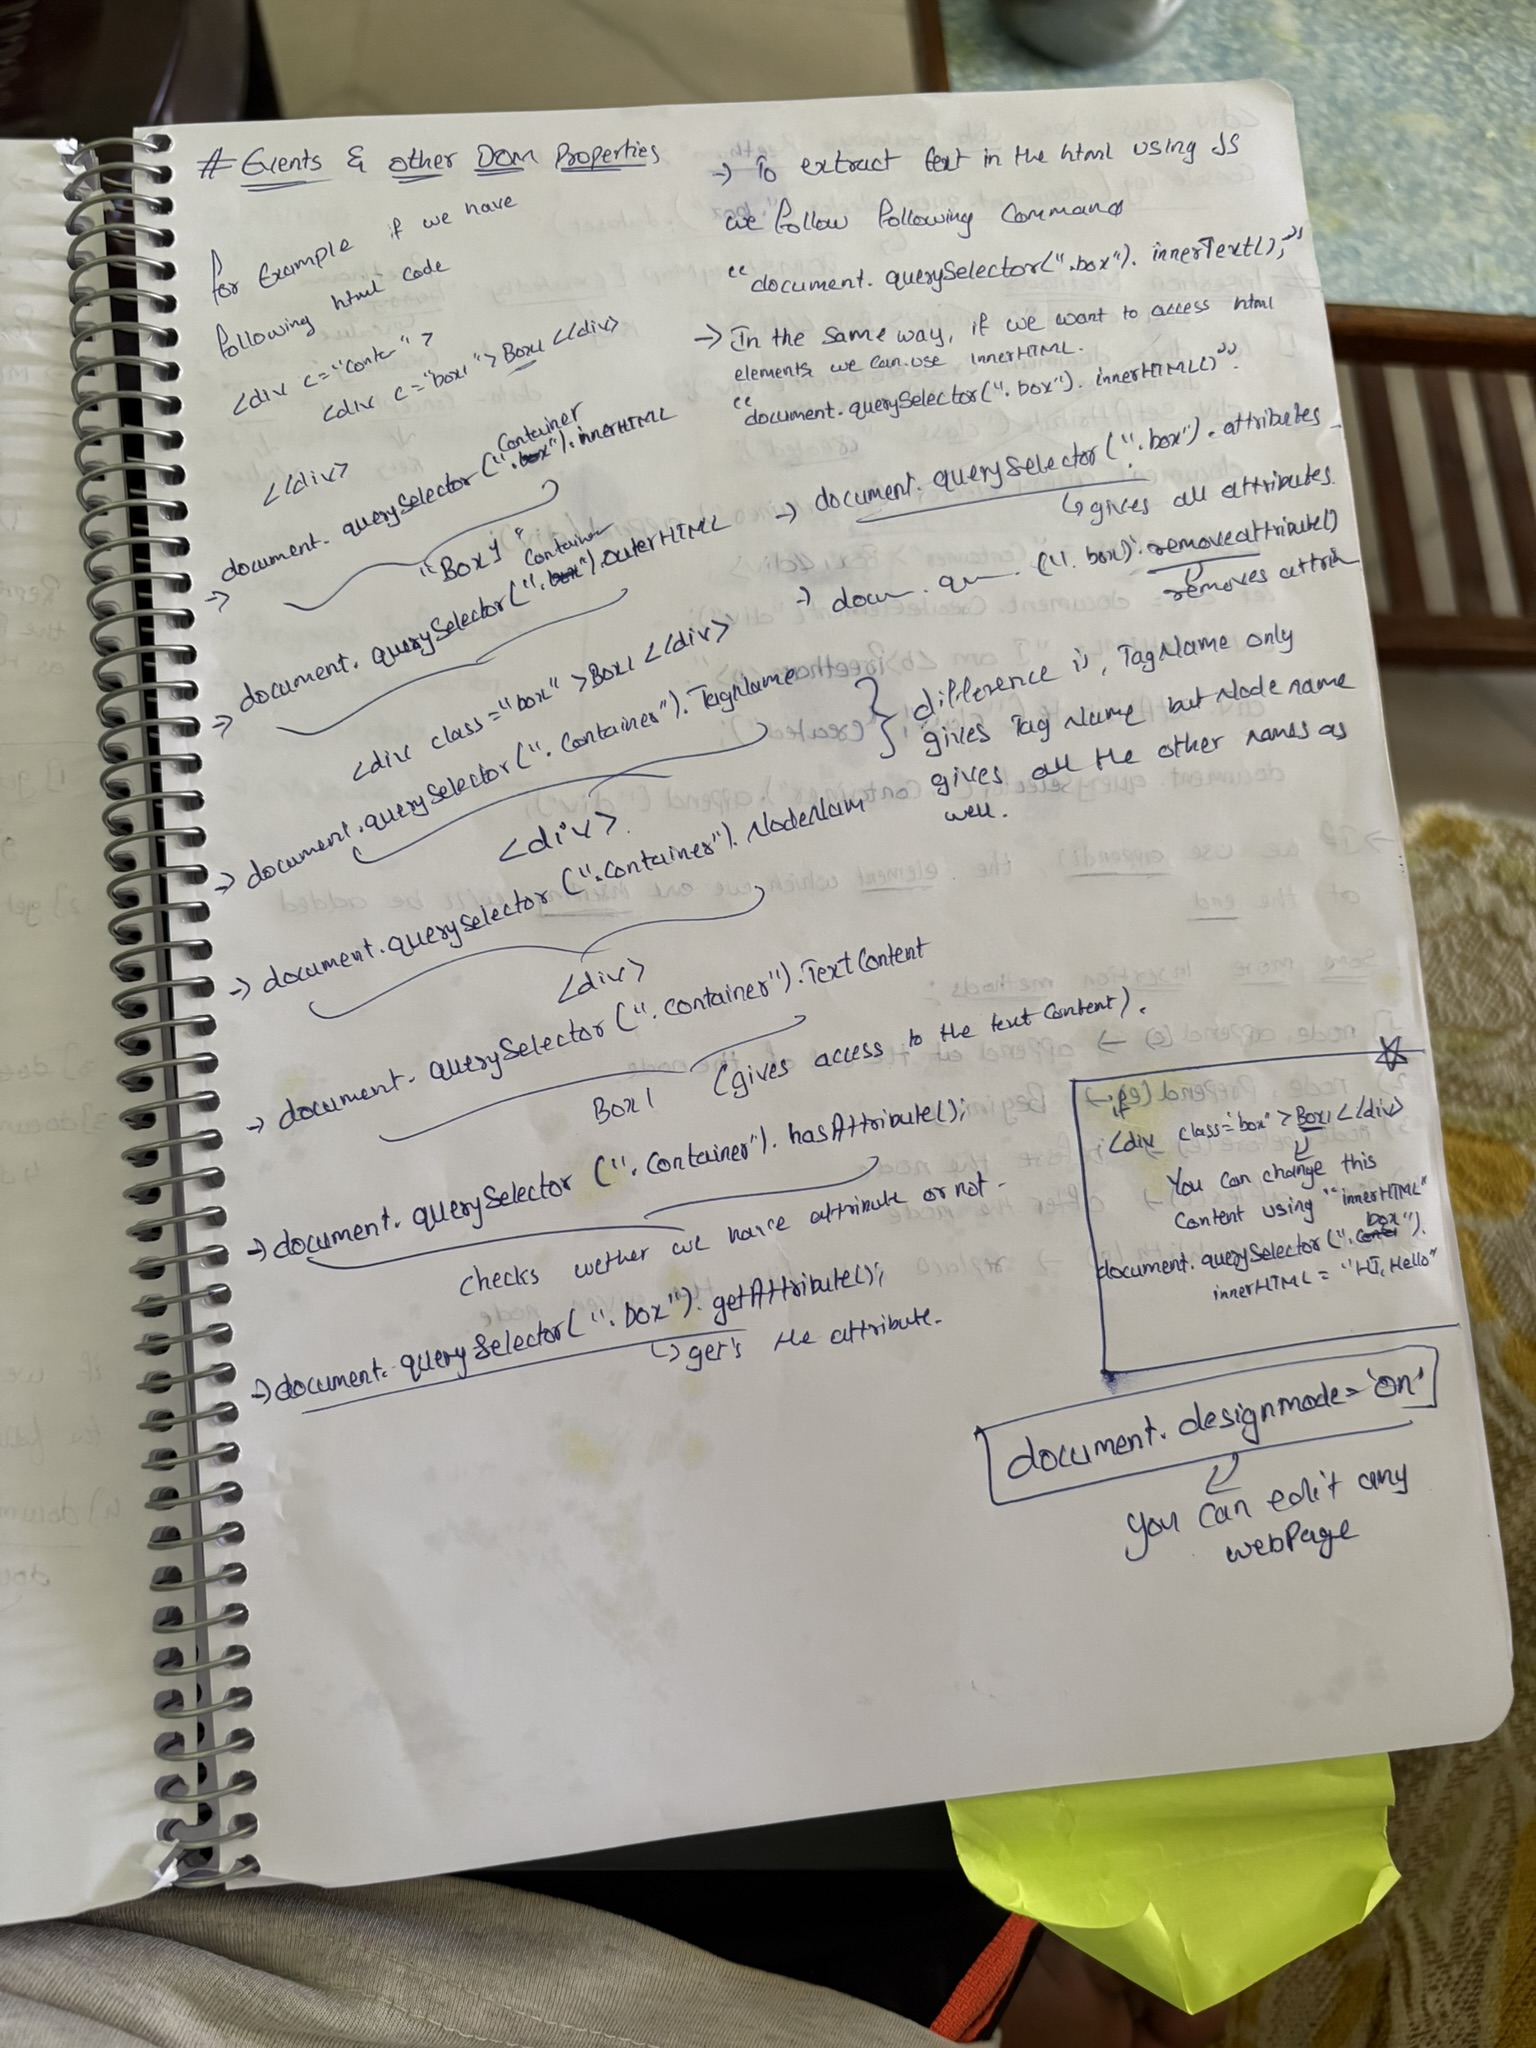 # Events & other DOM Properties
for Example if we have
following html code
<div c="conter">
<div c="box1">Box1<(div>
<(div>
Container
→ document.querySelector(".box").innerHTML
"Box1"
Container
→ document.querySelector(".box").outerHTML
<div class="box">Box1<(div>
→ document.querySelector(".Container").TagName
<div>
→ document.querySelector(".Container").NodeNam
<div>
→ document.querySelector(".container").TextContent
Box1 (gives access to the text content).
→ document.querySelector(".Container").hasAttribute();
checks wether we have attribute or not.
→ document.querySelector(".box").getAttribute();
↳ get's the attribute.
→ To extract text in the html using JS
we follow following Command
"document.querySelector(".box").innerText();"
→ In the same way, if we want to access html
elements we can use innerHTML.
"document.querySelector(".box").innerHTML()".
→ document.querySelector(".box").attributes
↳ gives all attributes.
→ docu . qu . (".box1)".removeattribute()
removes attrib
} difference is, TagName only
gives Tag Name but Node name
gives all the other names as
well.
if
<div class="box">Box1<(div>
You can change this
Content using "innerHTML"
box
document.querySelector(".conter").
innerHTML = "HI, Hello"
document.designmode='on'
you can edit any
webPage